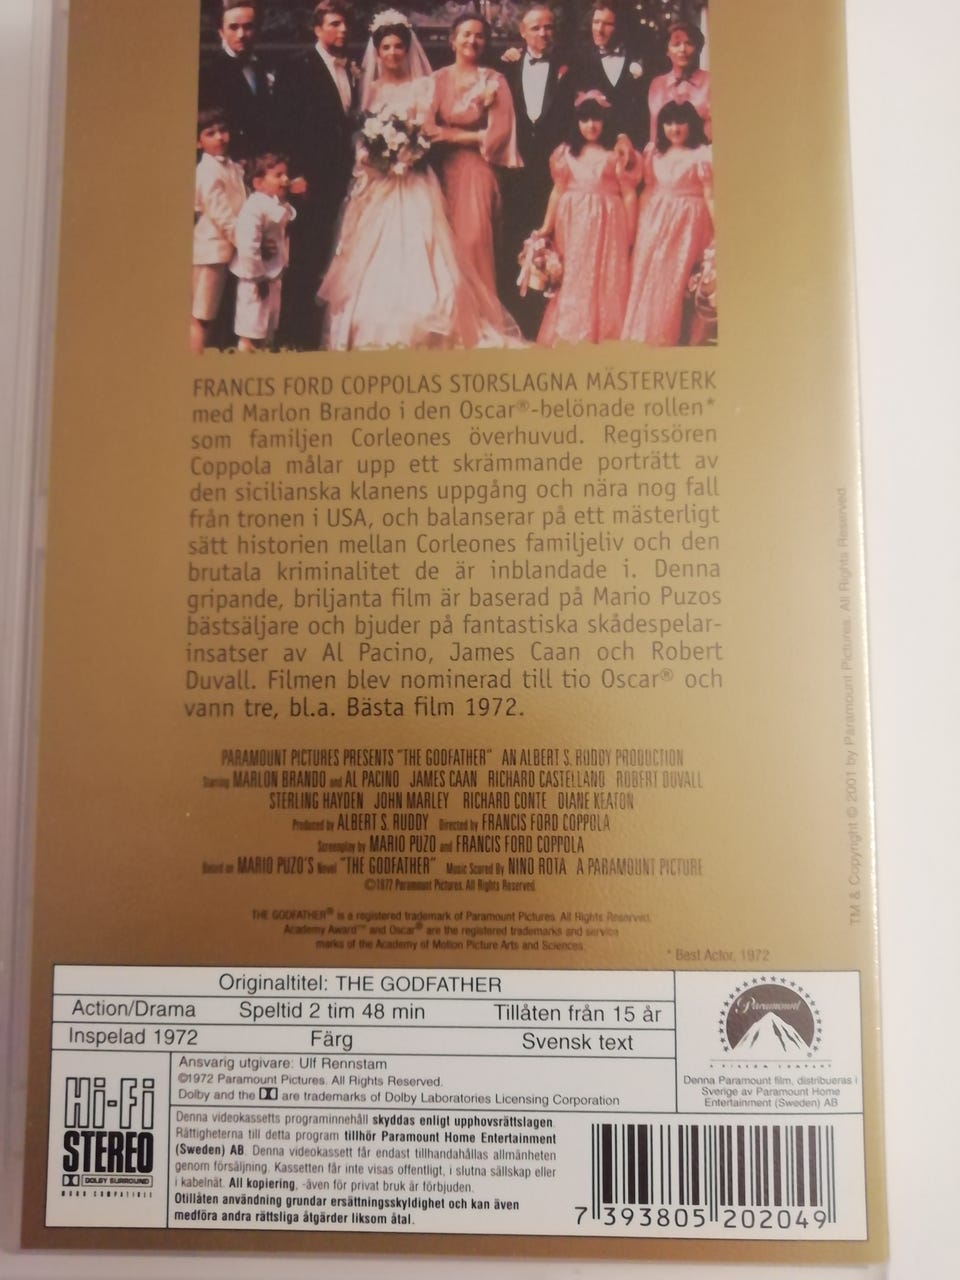 FRANCIS FORD COPPOLAS STORSLAGNA MÄSTERVERK
med Marlon Brando i den Oscar®-belönade rollen*
som familjen Corleones överhuvud. Regissören
Coppola målar upp ett skrämmande porträtt av
den sicilianska klanens uppgång och nära nog fall
från tronen i USA, och balanserar på ett mästerligt
sätt historien mellan Corleones familjeliv och den
brutala kriminalitet de är inblandade i. Denna
gripande, briljanta film är baserad på Mario Puzos
bästsäljare och bjuder på fantastiska skådespelar-
insatser av Al Pacino, James Caan och Robert
Duvall. Filmen blev nominerad till tio Oscar® och
vann tre, bl.a. Bästa film 1972.
PARAMOUNT PICTURES PRESENTS "THE GODFATHER" AN ALBERT S. RUDDY PRODUCTION
Starring MARLON BRANDO and AL PACINO JAMES CAAN RICHARD CASTELLANO ROBERT DUVALL
STERLING HAYDEN JOHN MARLEY RICHARD CONTE DIANE KEATON
Produced by ALBERT S. RUDDY Directed by FRANCIS FORD COPPOLA
Screenplay by MARIO PUZO and FRANCIS FORD COPPOLA
Based on MARIO PUZO'S Novel "THE GODFATHER" Music Scored By NINO ROTA A PARAMOUNT PICTURE
©1972 Paramount Pictures. All Rights Reserved.
THE GODFATHER® is a registered trademark of Paramount Pictures. All Rights Reserved.
Academy Award™ and Oscar® are the registered trademarks and service
marks of the Academy of Motion Picture Arts and Sciences.
* Best Actor, 1972
TM & Copyright © 2001 by Paramount Pictures. All Rights Reserved
Originaltitel: THE GODFATHER
Action/Drama Speltid 2 tim 48 min Tillåten från 15 år
Inspelad 1972 Färg Svensk text
Paramount
Denna Paramount film, distribueras i
Sverige av Paramount Home
Entertainment (Sweden) AB
Hi-Fi
STEREO
DOLBY SURROUND
MONO COMPATIBLE
Ansvarig utgivare: Ulf Rennstam
©1972 Paramount Pictures. All Rights Reserved.
Dolby and the are trademarks of Dolby Laboratories Licensing Corporation
Denna videokassetts programinnehåll skyddas enligt upphovsrättslagen.
Rättigheterna till detta program tillhör Paramount Home Entertainment
(Sweden) AB. Denna videokassett får endast tillhandahållas allmänheten
genom försäljning. Kassetten får inte visas offentligt, i slutna sällskap eller
i kabelnät. All kopiering, -även för privat bruk är förbjuden.
Otillåten användning grundar ersättningsskyldighet och kan även
medföra andra rättsliga åtgärder liksom åtal.
7 393805 202049